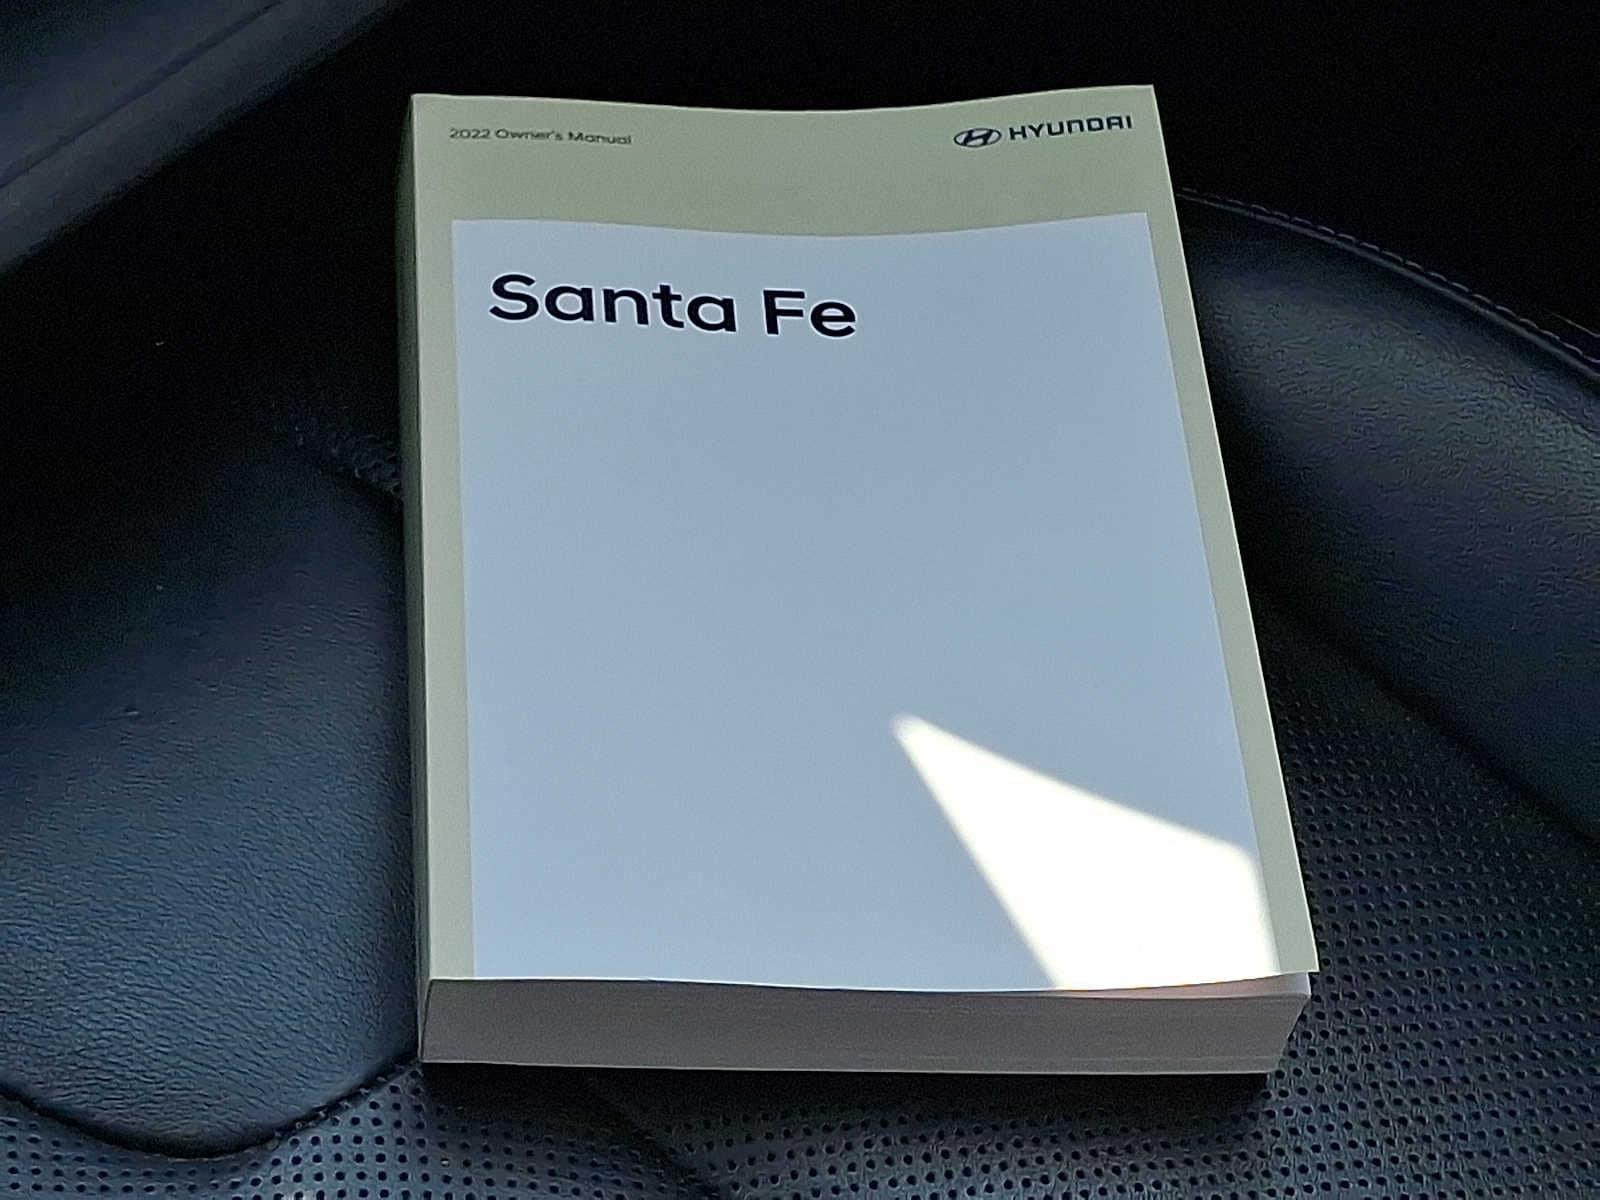 2022 Owner's Manual
HYUNDAI
Santa Fe